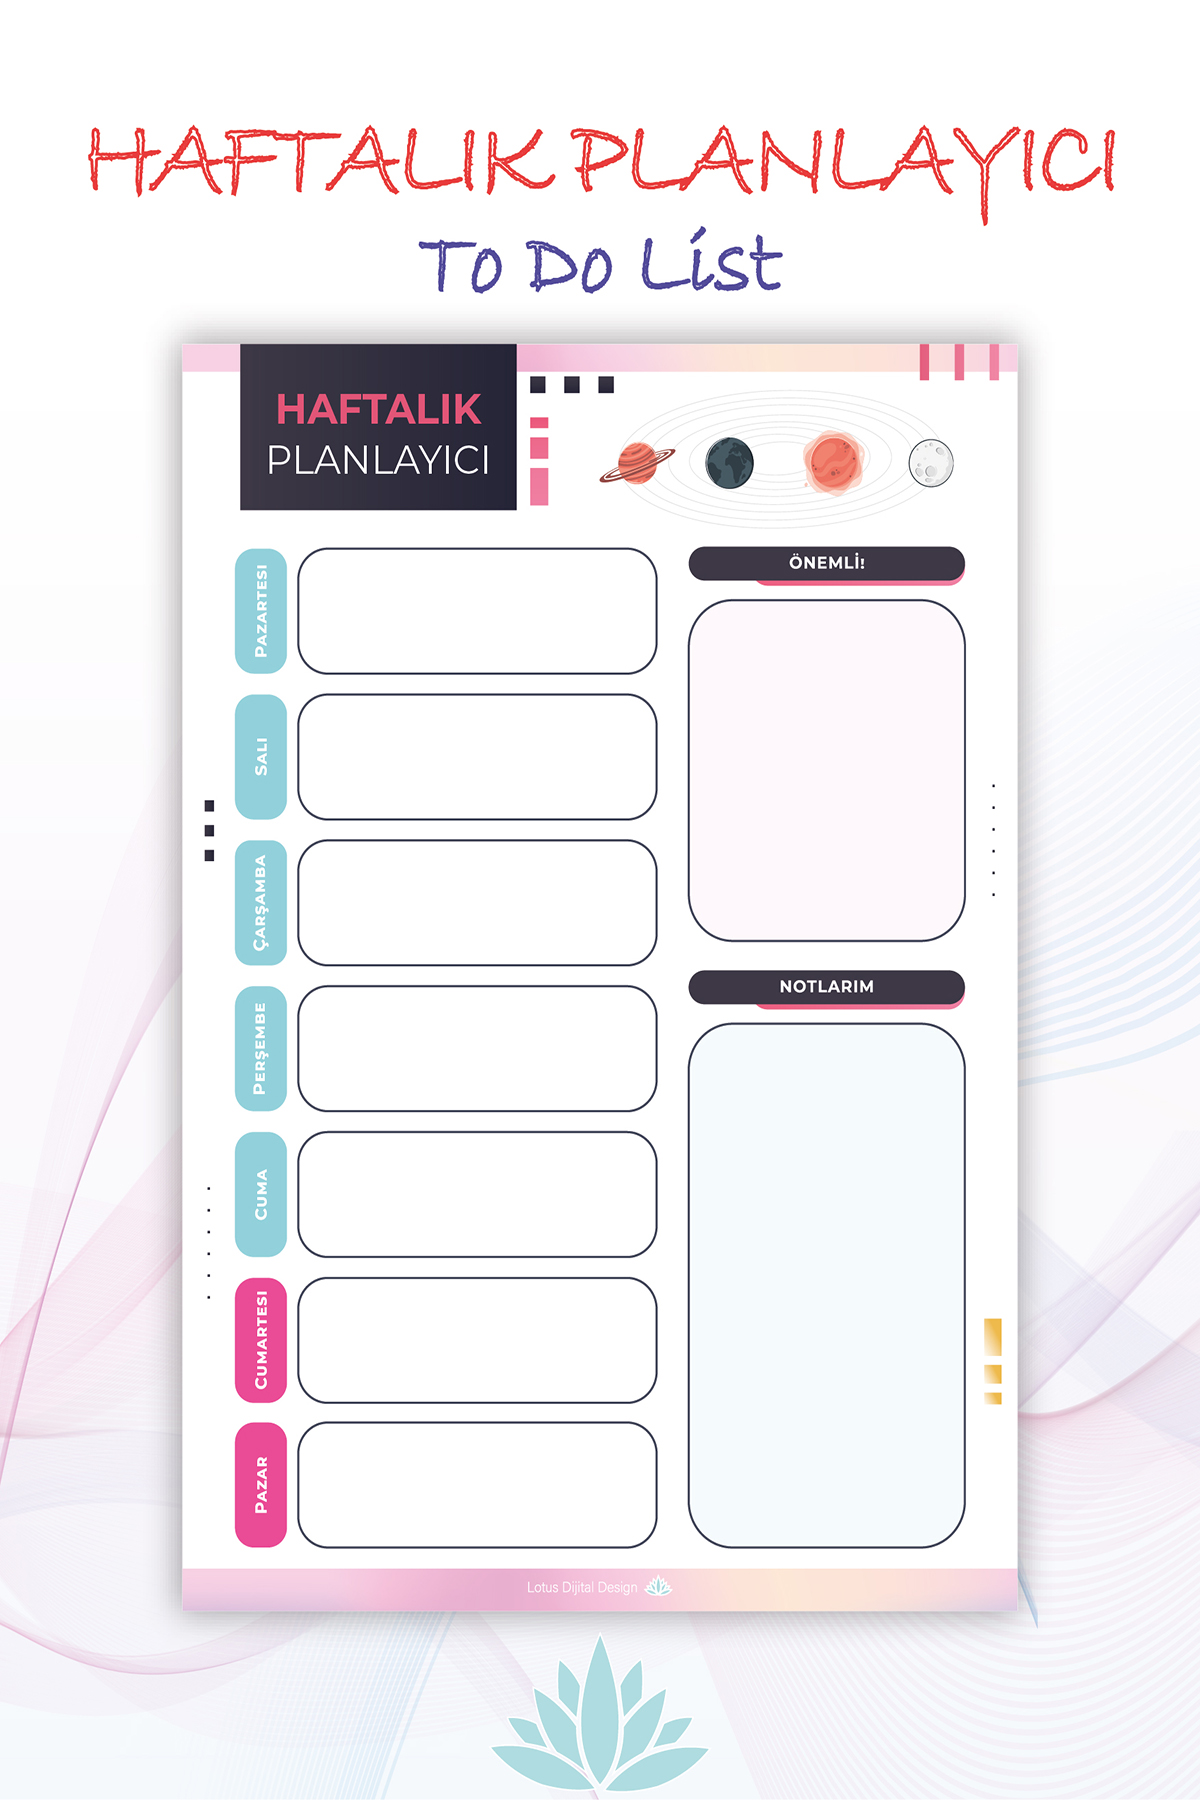 HAFTALIK PLANLAYICI
To Do List
HAFTALIK
PLANLAYICI
PAZARTESI
SALI
ÇARŞAMBA
PERŞEMBE
CUMA
CUMARTESI
PAZAR
ÖNEMLİ!
NOTLARIM
Lotus Dijital Design